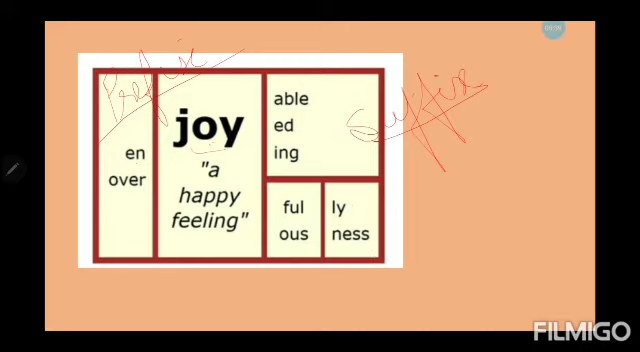 Prefix
en
over
joy
"a
happy
feeling"
able
ed
ing
Suffix
ful
ous
ly
ness
FILMIGO